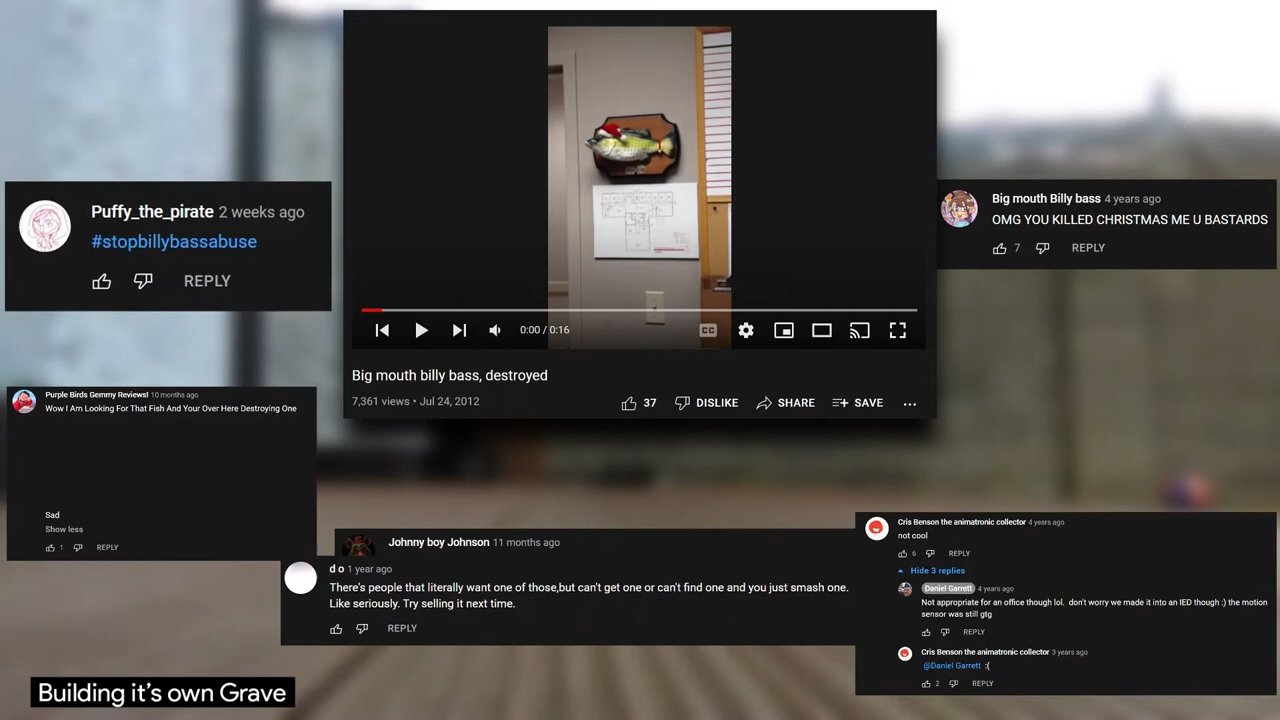 Puffy_the_pirate 2 weeks ago
#stopbillybassabuse
REPLY
0:00 / 0:16
CC
Big mouth billy bass, destroyed
7,361 views • Jul 24, 2012
37 DISLIKE SHARE SAVE ...
Big mouth Billy bass 4 years ago
OMG YOU KILLED CHRISTMAS ME U BASTARDS
7 REPLY
Purple Birds Gemmy Reviews! 10 months ago
Wow I Am Looking For That Fish And Your Over Here Destroying One
Sad
Show less
1 REPLY
Johnny boy Johnson 11 months ago
d o 1 year ago
There's people that literally want one of those,but can't get one or can't find one and you just smash one.
Like seriously. Try selling it next time.
REPLY
Cris Benson the animatronic collector 4 years ago
not cool
6 REPLY
Hide 3 replies
Daniel Garrett 4 years ago
Not appropriate for an office though lol. don't worry we made it into an IED though :) the motion
sensor was still gtg
REPLY
Cris Benson the animatronic collector 3 years ago
@Daniel Garrett :(
2 REPLY
Building it's own Grave